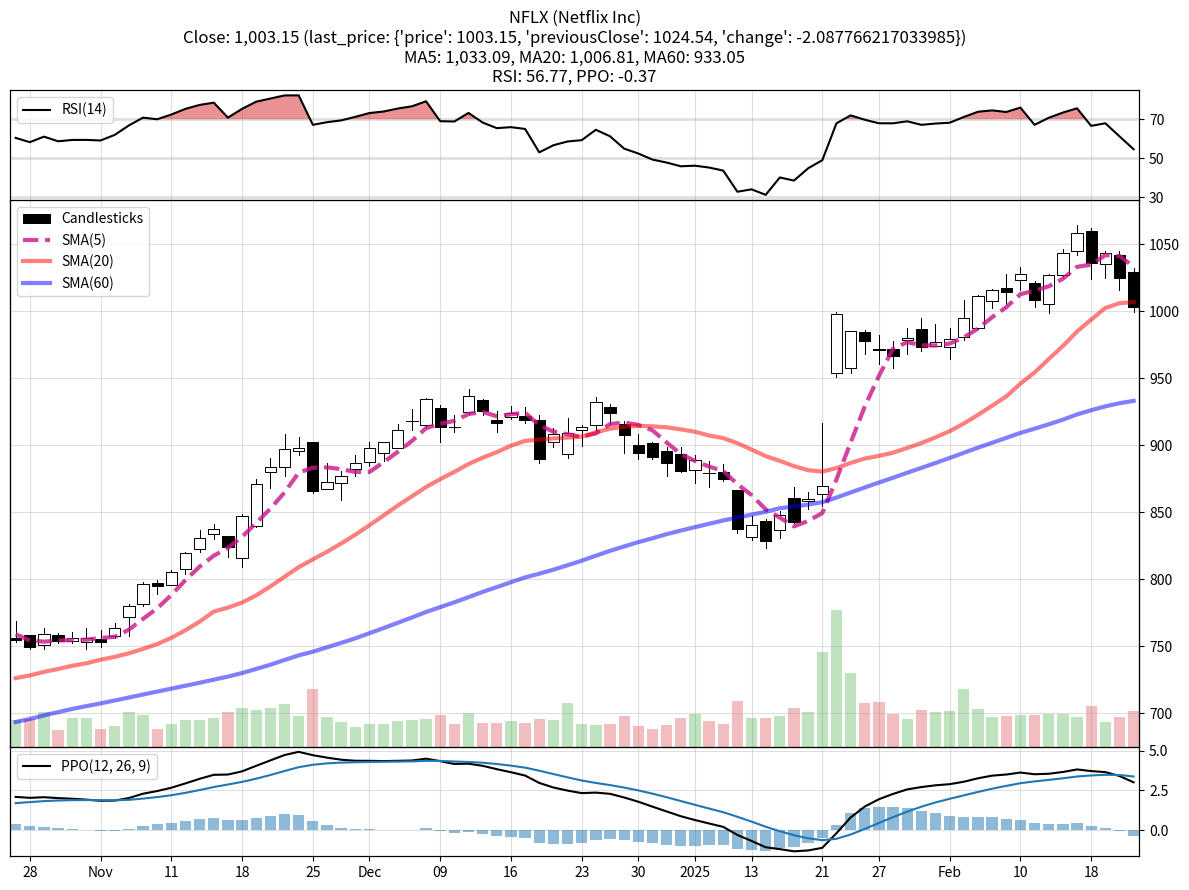 NFLX (Netflix Inc)
Close: 1,003.15 (last_price: {'price': 1003.15, 'previousClose': 1024.54, 'change': -2.087766217033985})
MA5: 1,033.09, MA20: 1,006.81, MA60: 933.05
RSI: 56.77, PPO: -0.37
RSI(14)
70
50
30
Candlesticks
SMA(5)
SMA(20)
SMA(60)
1050
1000
950
900
850
800
750
700
PPO(12, 26, 9)
5.0
2.5
0.0
28 Nov 11 18 25 Dec 09 16 23 30 2025 13 21 27 Feb 10 18